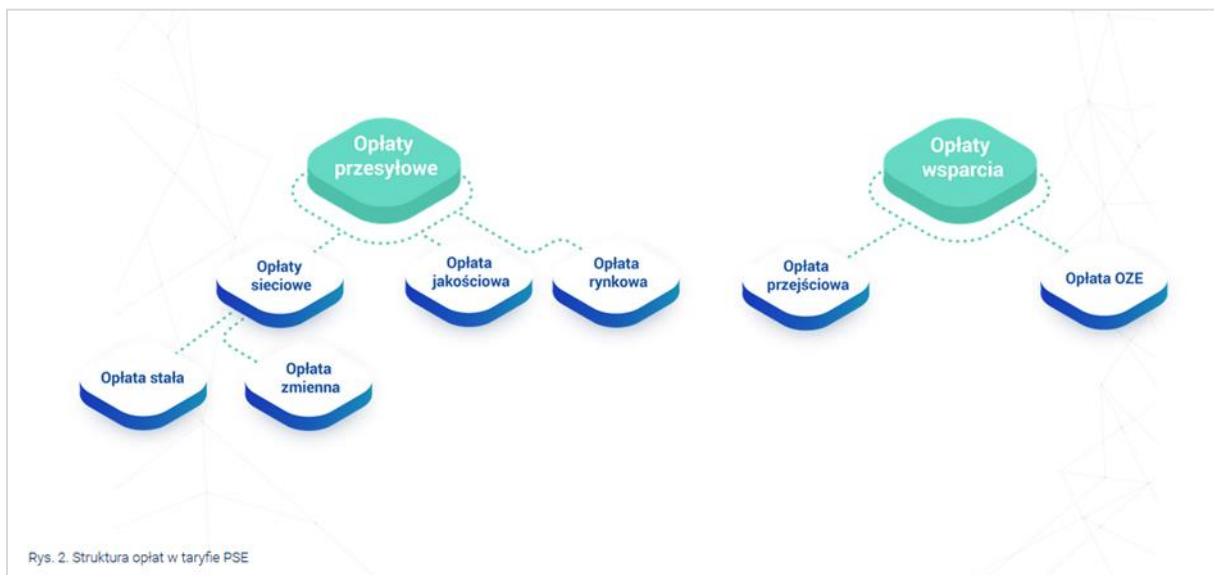 Opłaty
przesyłowe
Opłaty
wsparcia
Opłaty
sieciowe
Opłata
jakościowa
Opłata
rynkowa
Opłata
przejściowa
Opłata OZE
Opłata stała
Opłata
zmienna
Rys. 2. Struktura opłat w taryfie PSE